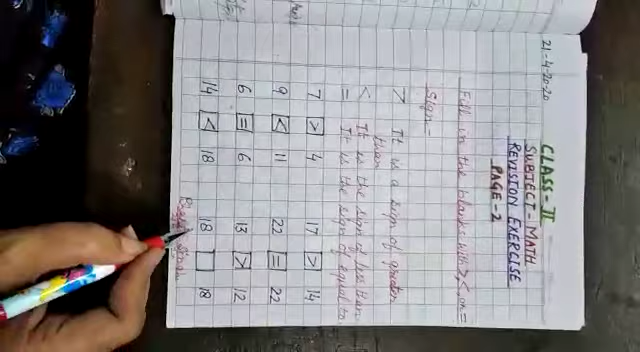 21-4-2020
CLASS-II
SUBJECT-MATH
REVISION EXERCISE
PAGE-2
Fill in the blanks with >,< or =
Sign-
> It is a sign of greater
than
< It is the sign of less than
= It is the sign of equal to
7 > 4 17 > 14
9 < 11 22 = 22
6 = 6 13 > 12
14 < 18 18 18